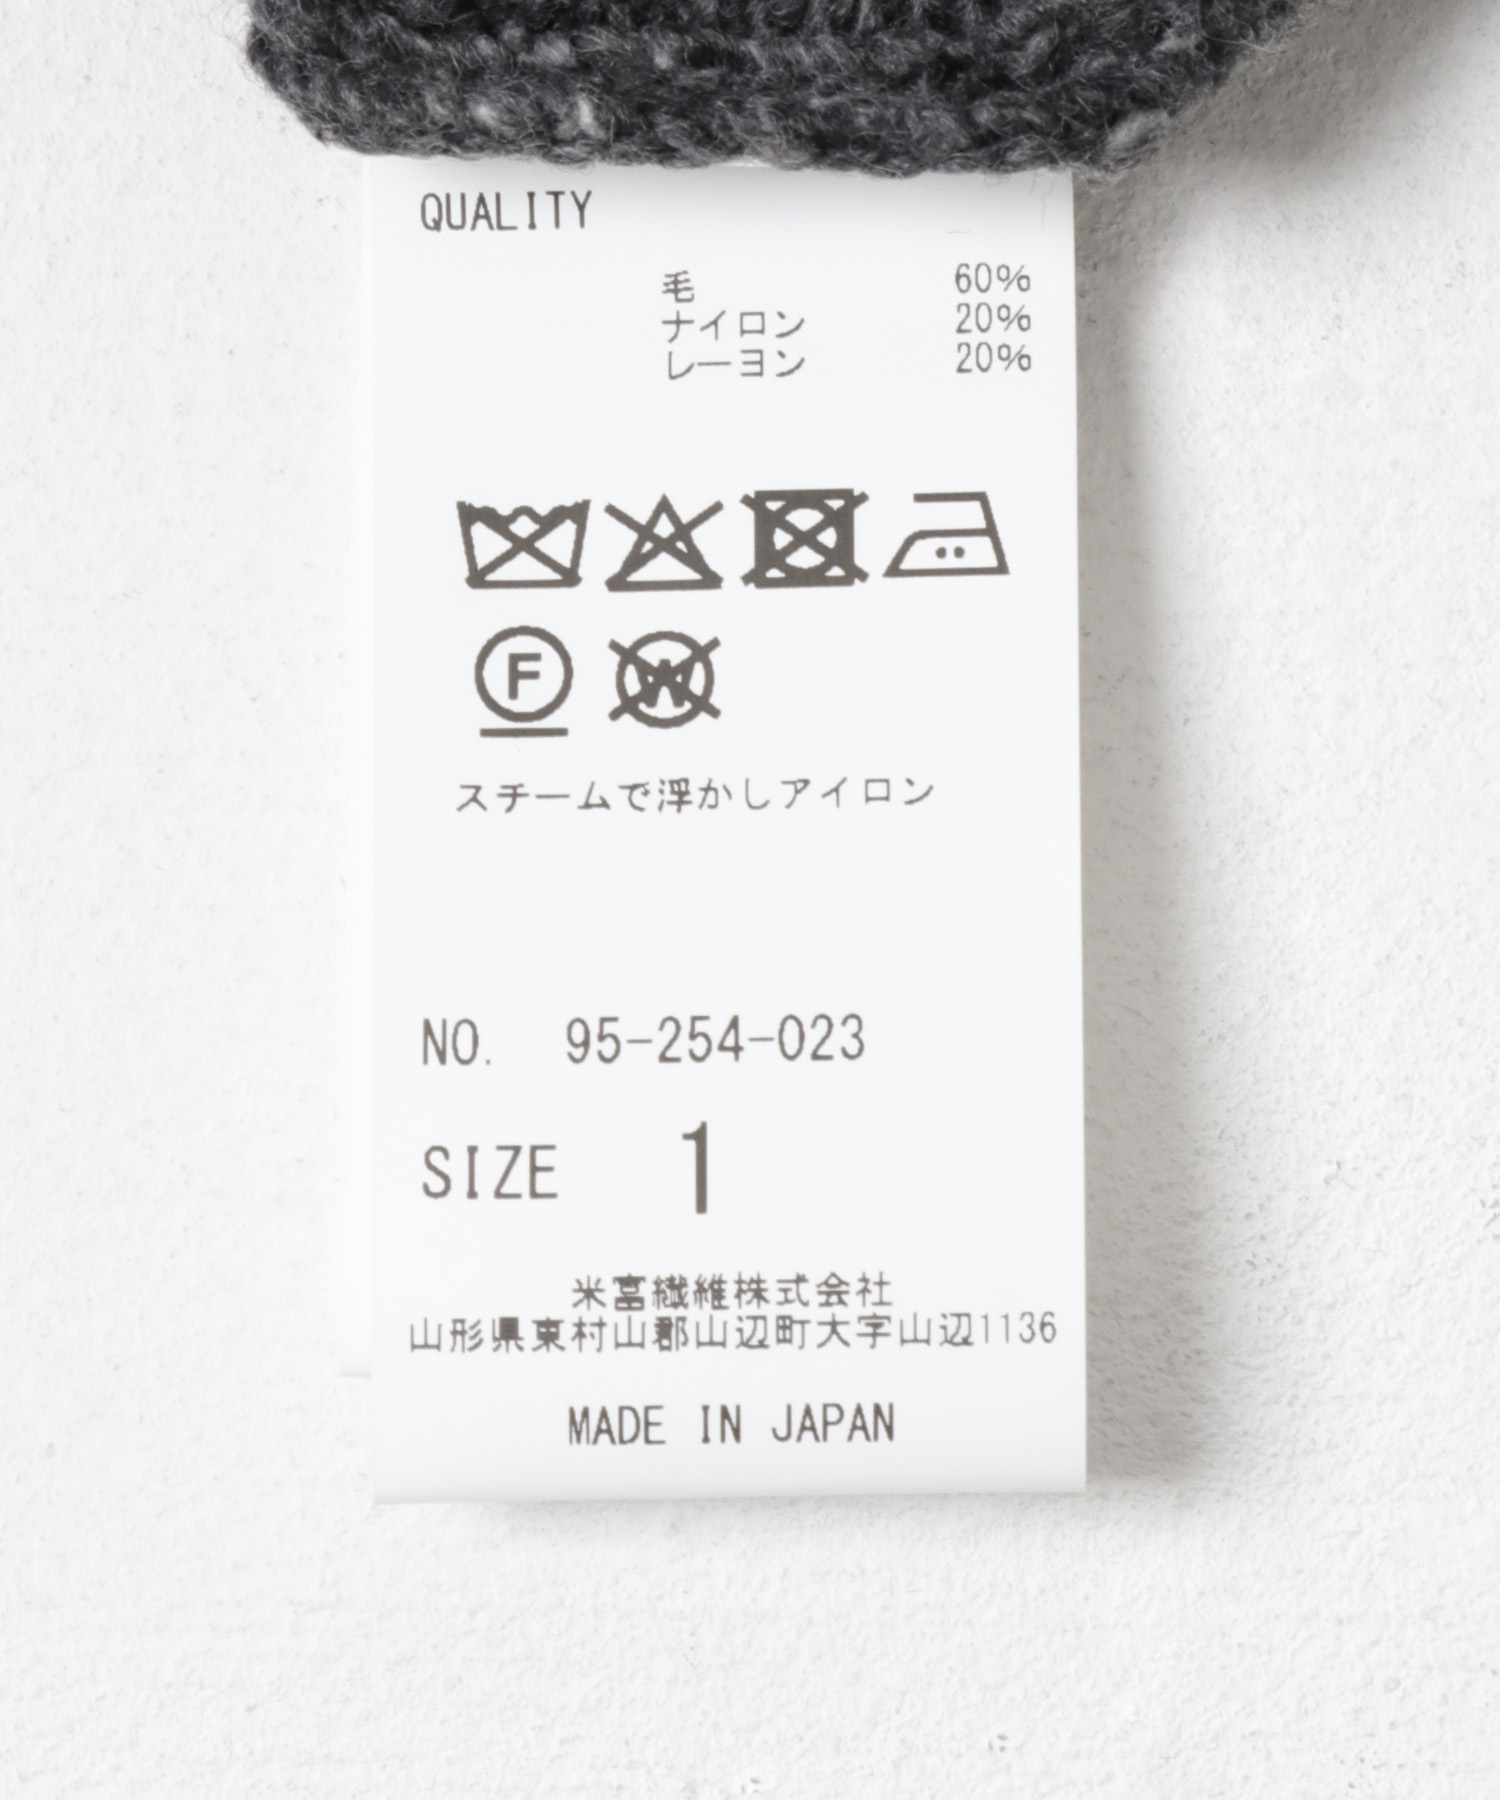 QUALITY
毛 60%
ナイロン 20%
レーヨン 20%
F W
スチームで浮かしアイロン
NO. 95-254-023
SIZE 1
米富繊維株式会社
山形県東村山郡山辺町大字山辺1136
MADE IN JAPAN